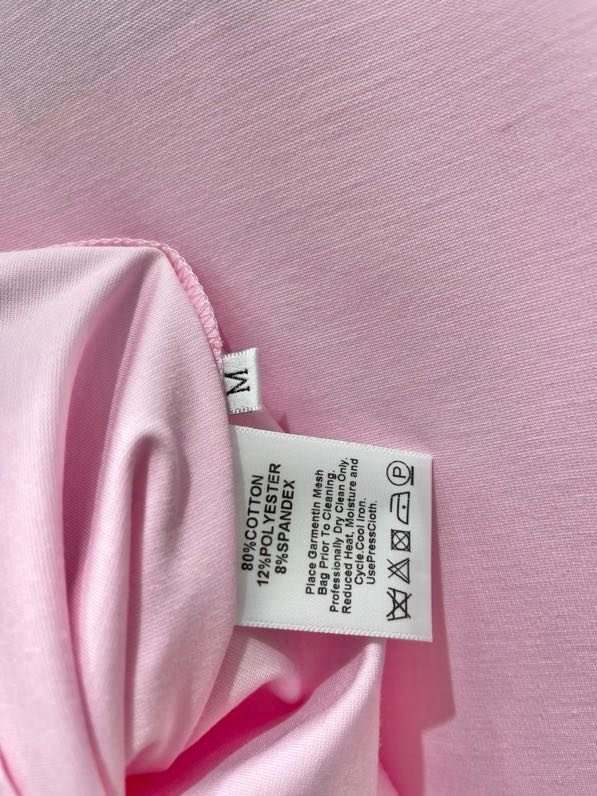 M
80%COTTON
12%POLYESTER
8%SPANDEX
Place Garmentin Mesh
Bag Prior To Cleaning.
Professionally Dry Clean Only.
Reduced Heat, Moisture and
Cycle.Cool Iron.
UsePressCloth.
P